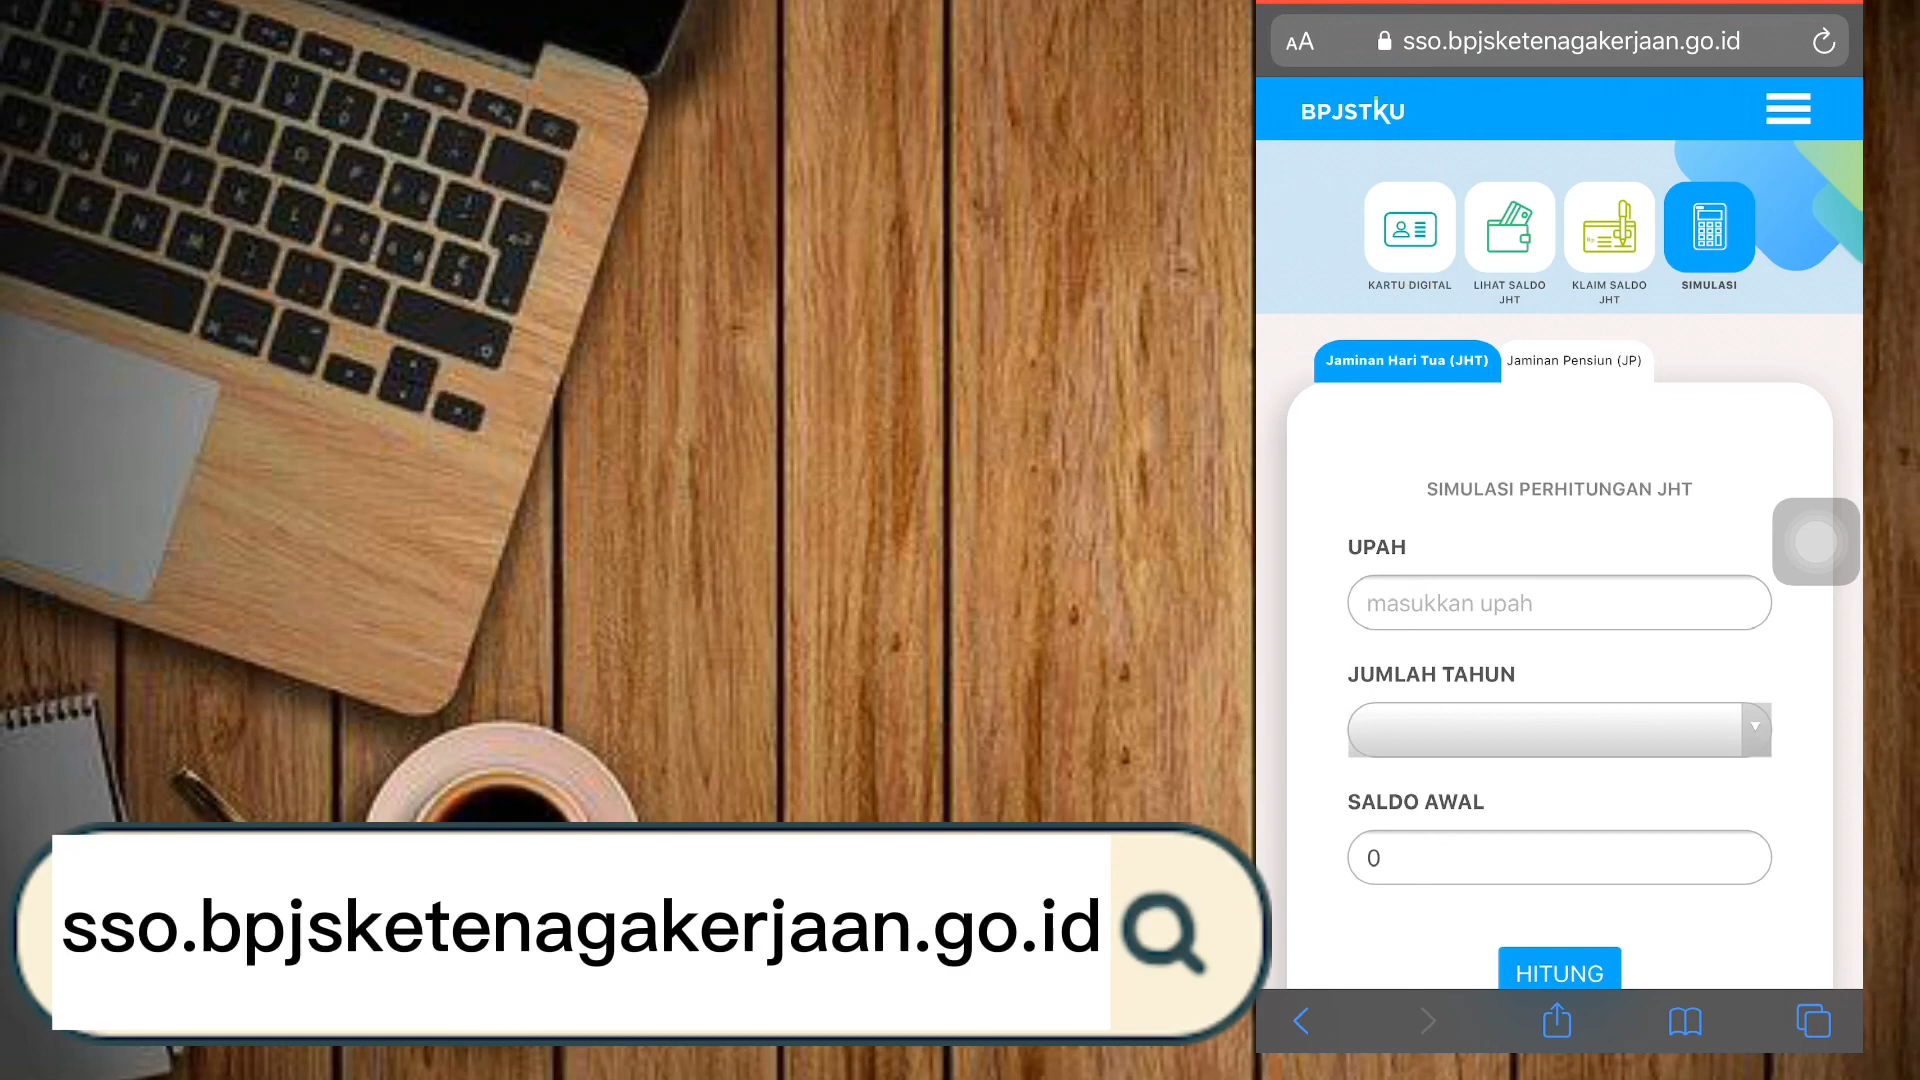 AA sso.bpjsketenagakerjaan.go.id
BPJSTKU
KARTU DIGITAL
LIHAT SALDO
JHT
KLAIM SALDO
JHT
SIMULASI
Jaminan Hari Tua (JHT)
Jaminan Pensiun (JP)
SIMULASI PERHITUNGAN JHT
UPAH
masukkan upah
JUMLAH TAHUN
SALDO AWAL
0
HITUNG
sso.bpjsketenagakerjaan.go.id